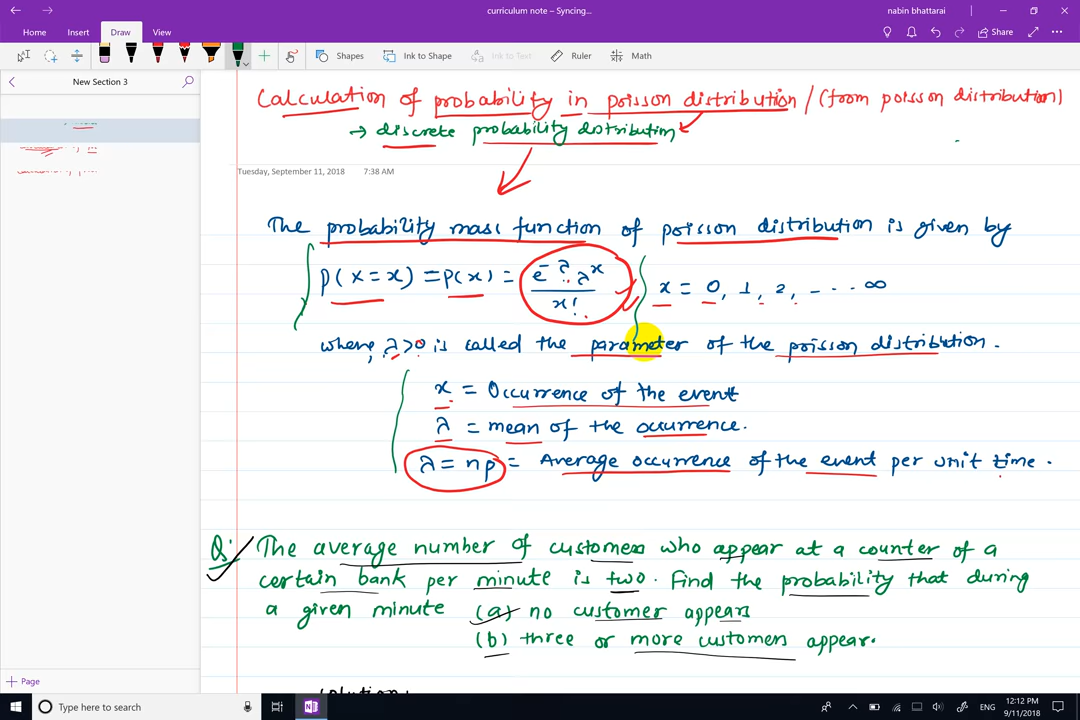 curriculum note - Syncing...
nabin bhattarai
Home
Insert
Draw
View
Share
Shapes
Ink to Shape
Ink to Text
Ruler
Math
New Section 3
Calculation of probability in poisson distribution / (from poisson distribution)
→ discrete probability distribution
Tuesday, September 11, 2018 7:38 AM
The probability mass function of poisson distribution is given by
p(X=x) = p(x) = e^-λ . λ^x / x! x = 0, 1, 2, - - - ∞
where, λ>0 is called the parameter of the poisson distribution.
x = Occurrence of the event
λ = mean of the ocurrence.
λ = np = Average occurrence of the event per unit time.
Q: The average number of customers who appear at a counter of a
certain bank per minute is two. Find the probability that during
a given minute (a) no customer appears
(b) three or more customers appear.
+ Page
Type here to search
ENG
12:12 PM
9/11/2018